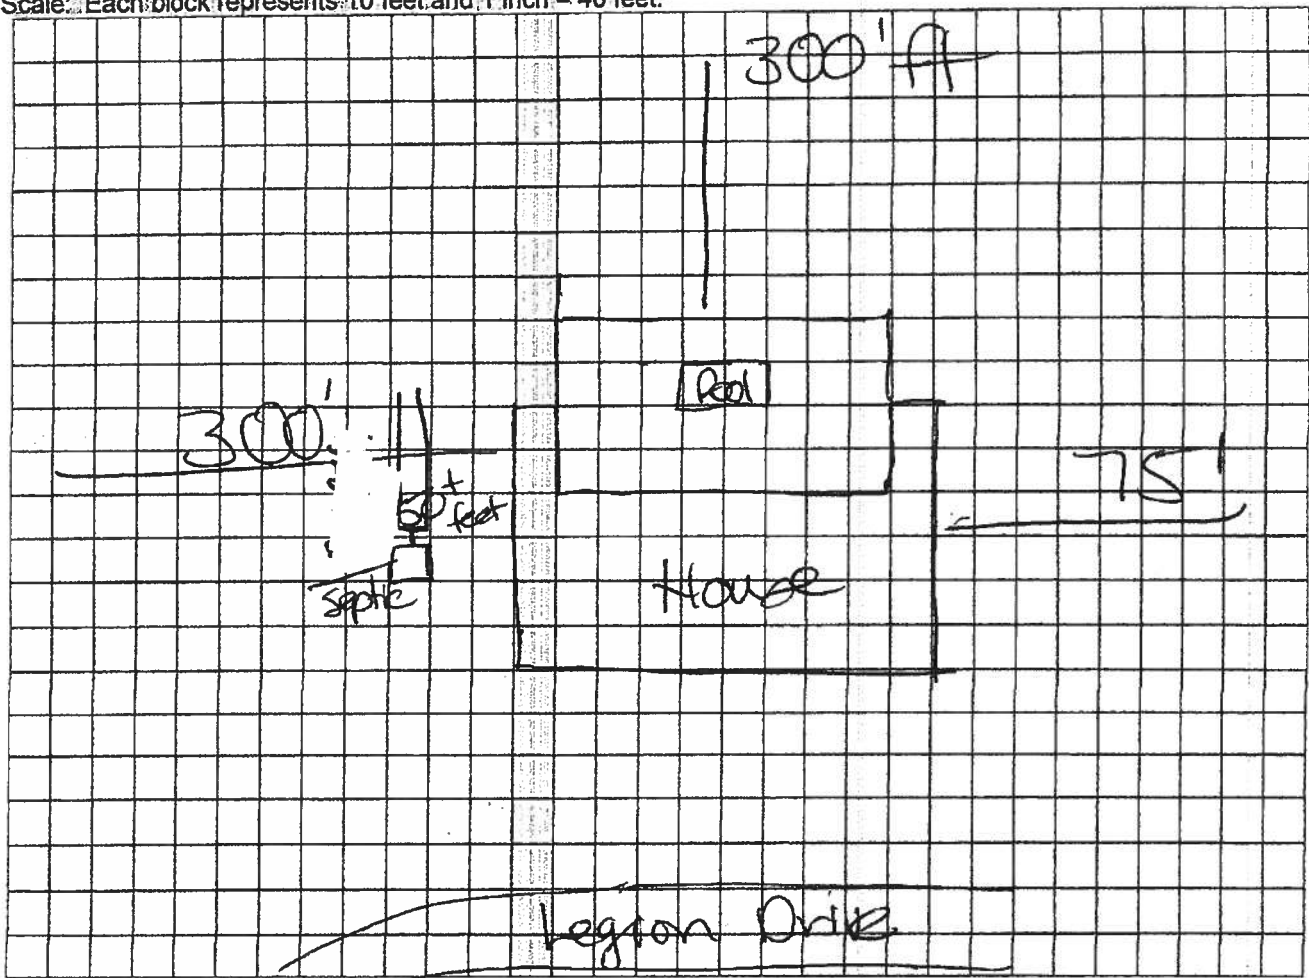 Scale: Each block represents 10 feet and 1 inch = 40 feet.
300' ft
Pool
300'
75'
50+
feet
septic
House
Legion Drive